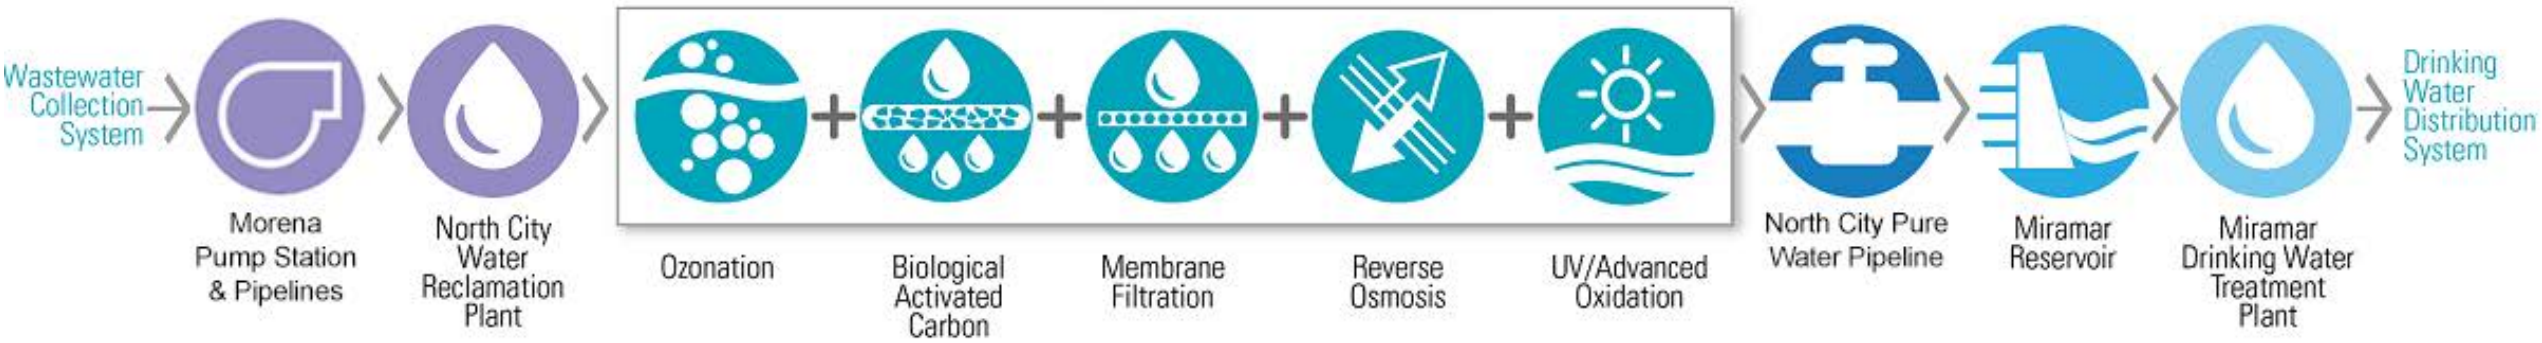 Wastewater
Collection
System
Morena
Pump Station
& Pipelines
North City
Water
Reclamation
Plant
Ozonation
Biological
Activated
Carbon
Membrane
Filtration
Reverse
Osmosis
UV/Advanced
Oxidation
North City Pure
Water Pipeline
Miramar
Reservoir
Miramar
Drinking Water
Treatment
Plant
Drinking
Water
Distribution
System